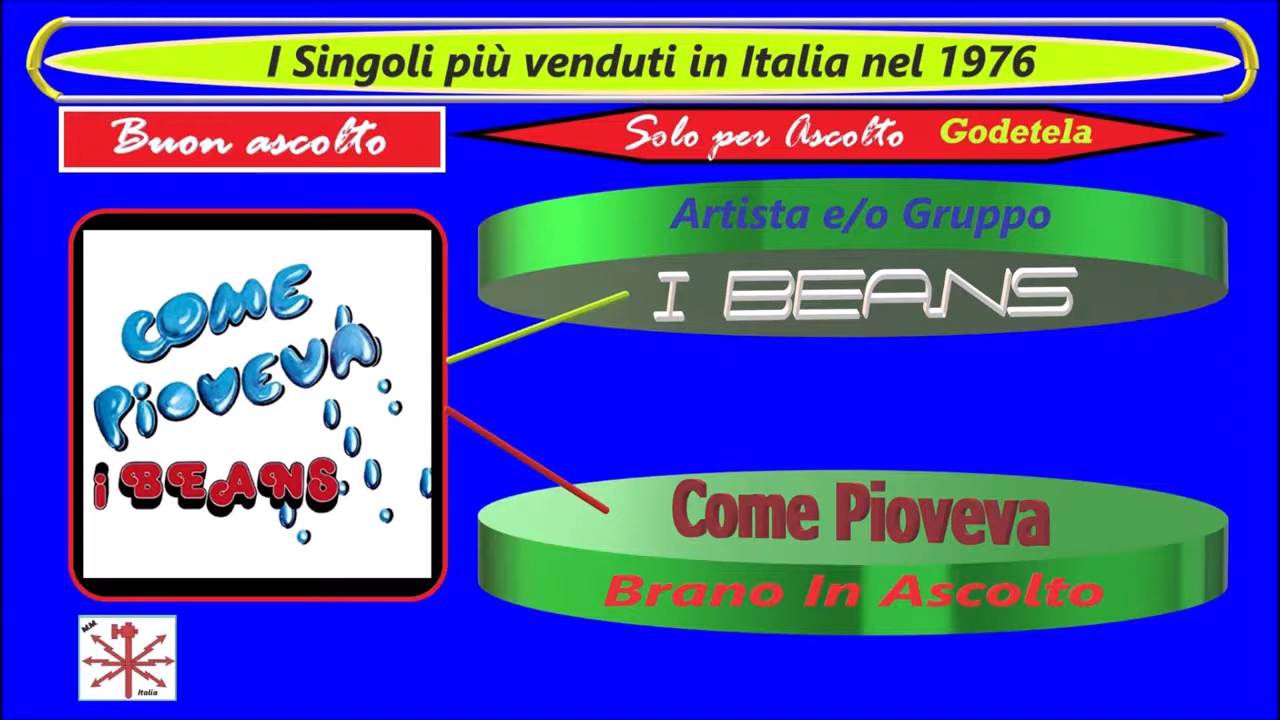 I Singoli più venduti in Italia nel 1976
Buon ascolto
Solo per Ascolto Godetela
Artista e/o Gruppo
I BEANS
COME
PIOVEVA
i BEANS
Come Pioveva
Brano In Ascolto
MM
Italia